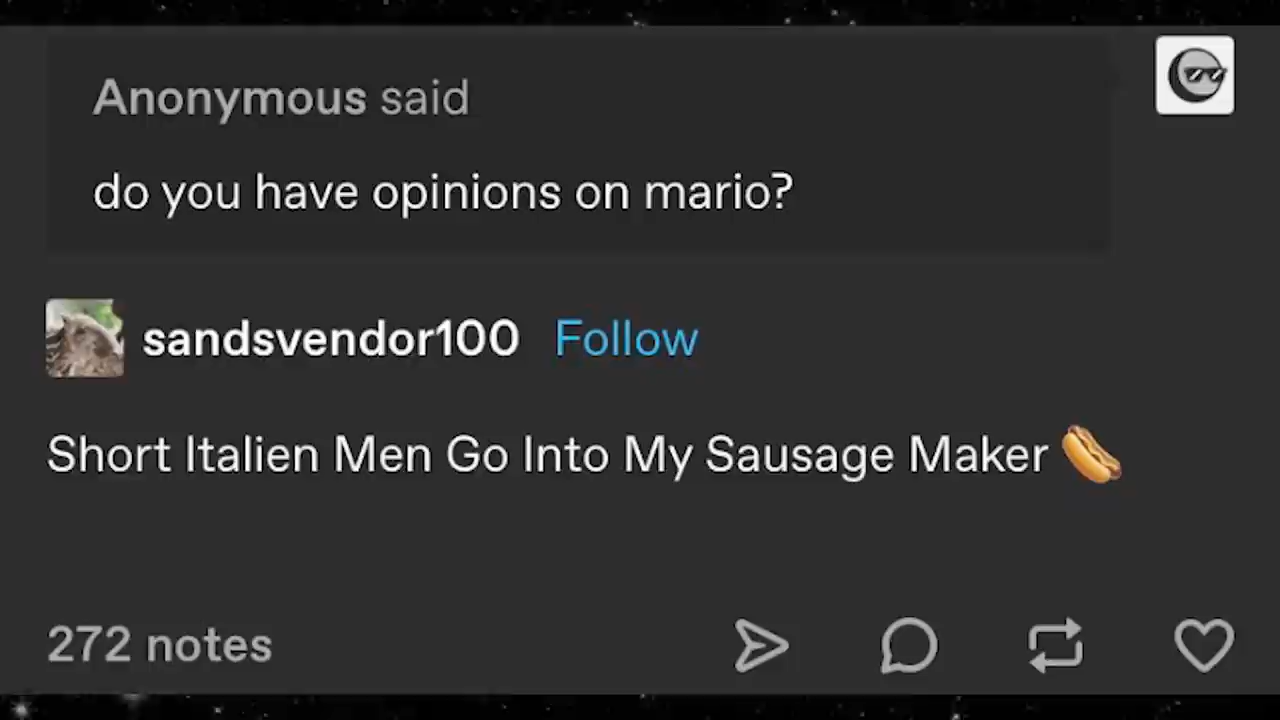 Anonymous said
do you have opinions on mario?
sandsvendor100 Follow
Short Italien Men Go Into My Sausage Maker 🌭
272 notes